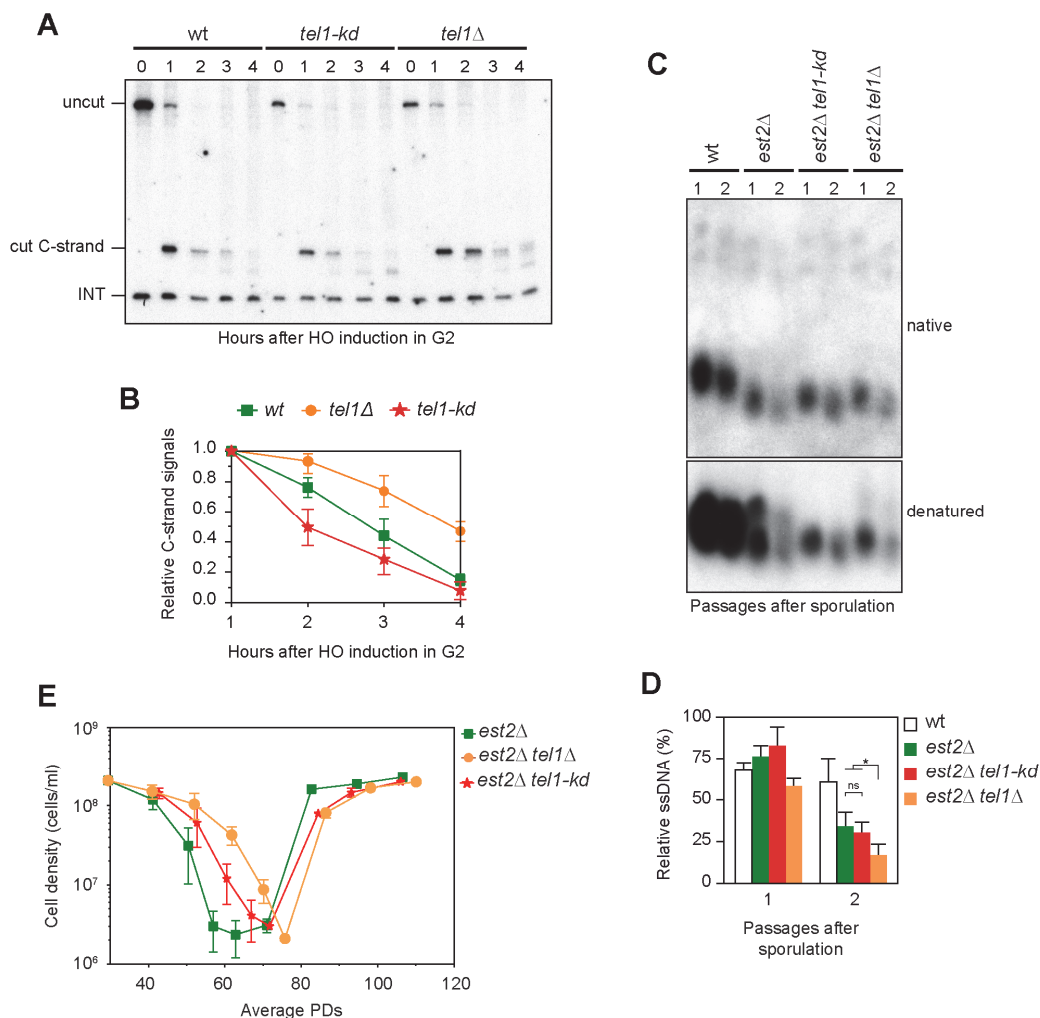 A
wt tel1-kd tel1Δ
0 1 2 3 4 0 1 2 3 4 0 1 2 3 4
uncut
cut C-strand
INT
Hours after HO induction in G2
B
wt tel1Δ tel1-kd
Relative C-strand signals
1.0
0.8
0.6
0.4
0.2
0.0
1 2 3 4
Hours after HO induction in G2
C
wt
est2Δ
est2Δ tel1-kd
est2Δ tel1Δ
1 2 1 2 1 2 1 2
native
denatured
Passages after sporulation
D
Relative ssDNA (%)
100
75
50
25
0
*
ns
wt
est2Δ
est2Δ tel1-kd
est2Δ tel1Δ
1 2
Passages after
sporulation
E
Cell density (cells/ml)
10⁹
10⁸
10⁷
10⁶
est2Δ
est2Δ tel1Δ
est2Δ tel1-kd
40 60 80 100 120
Average PDs